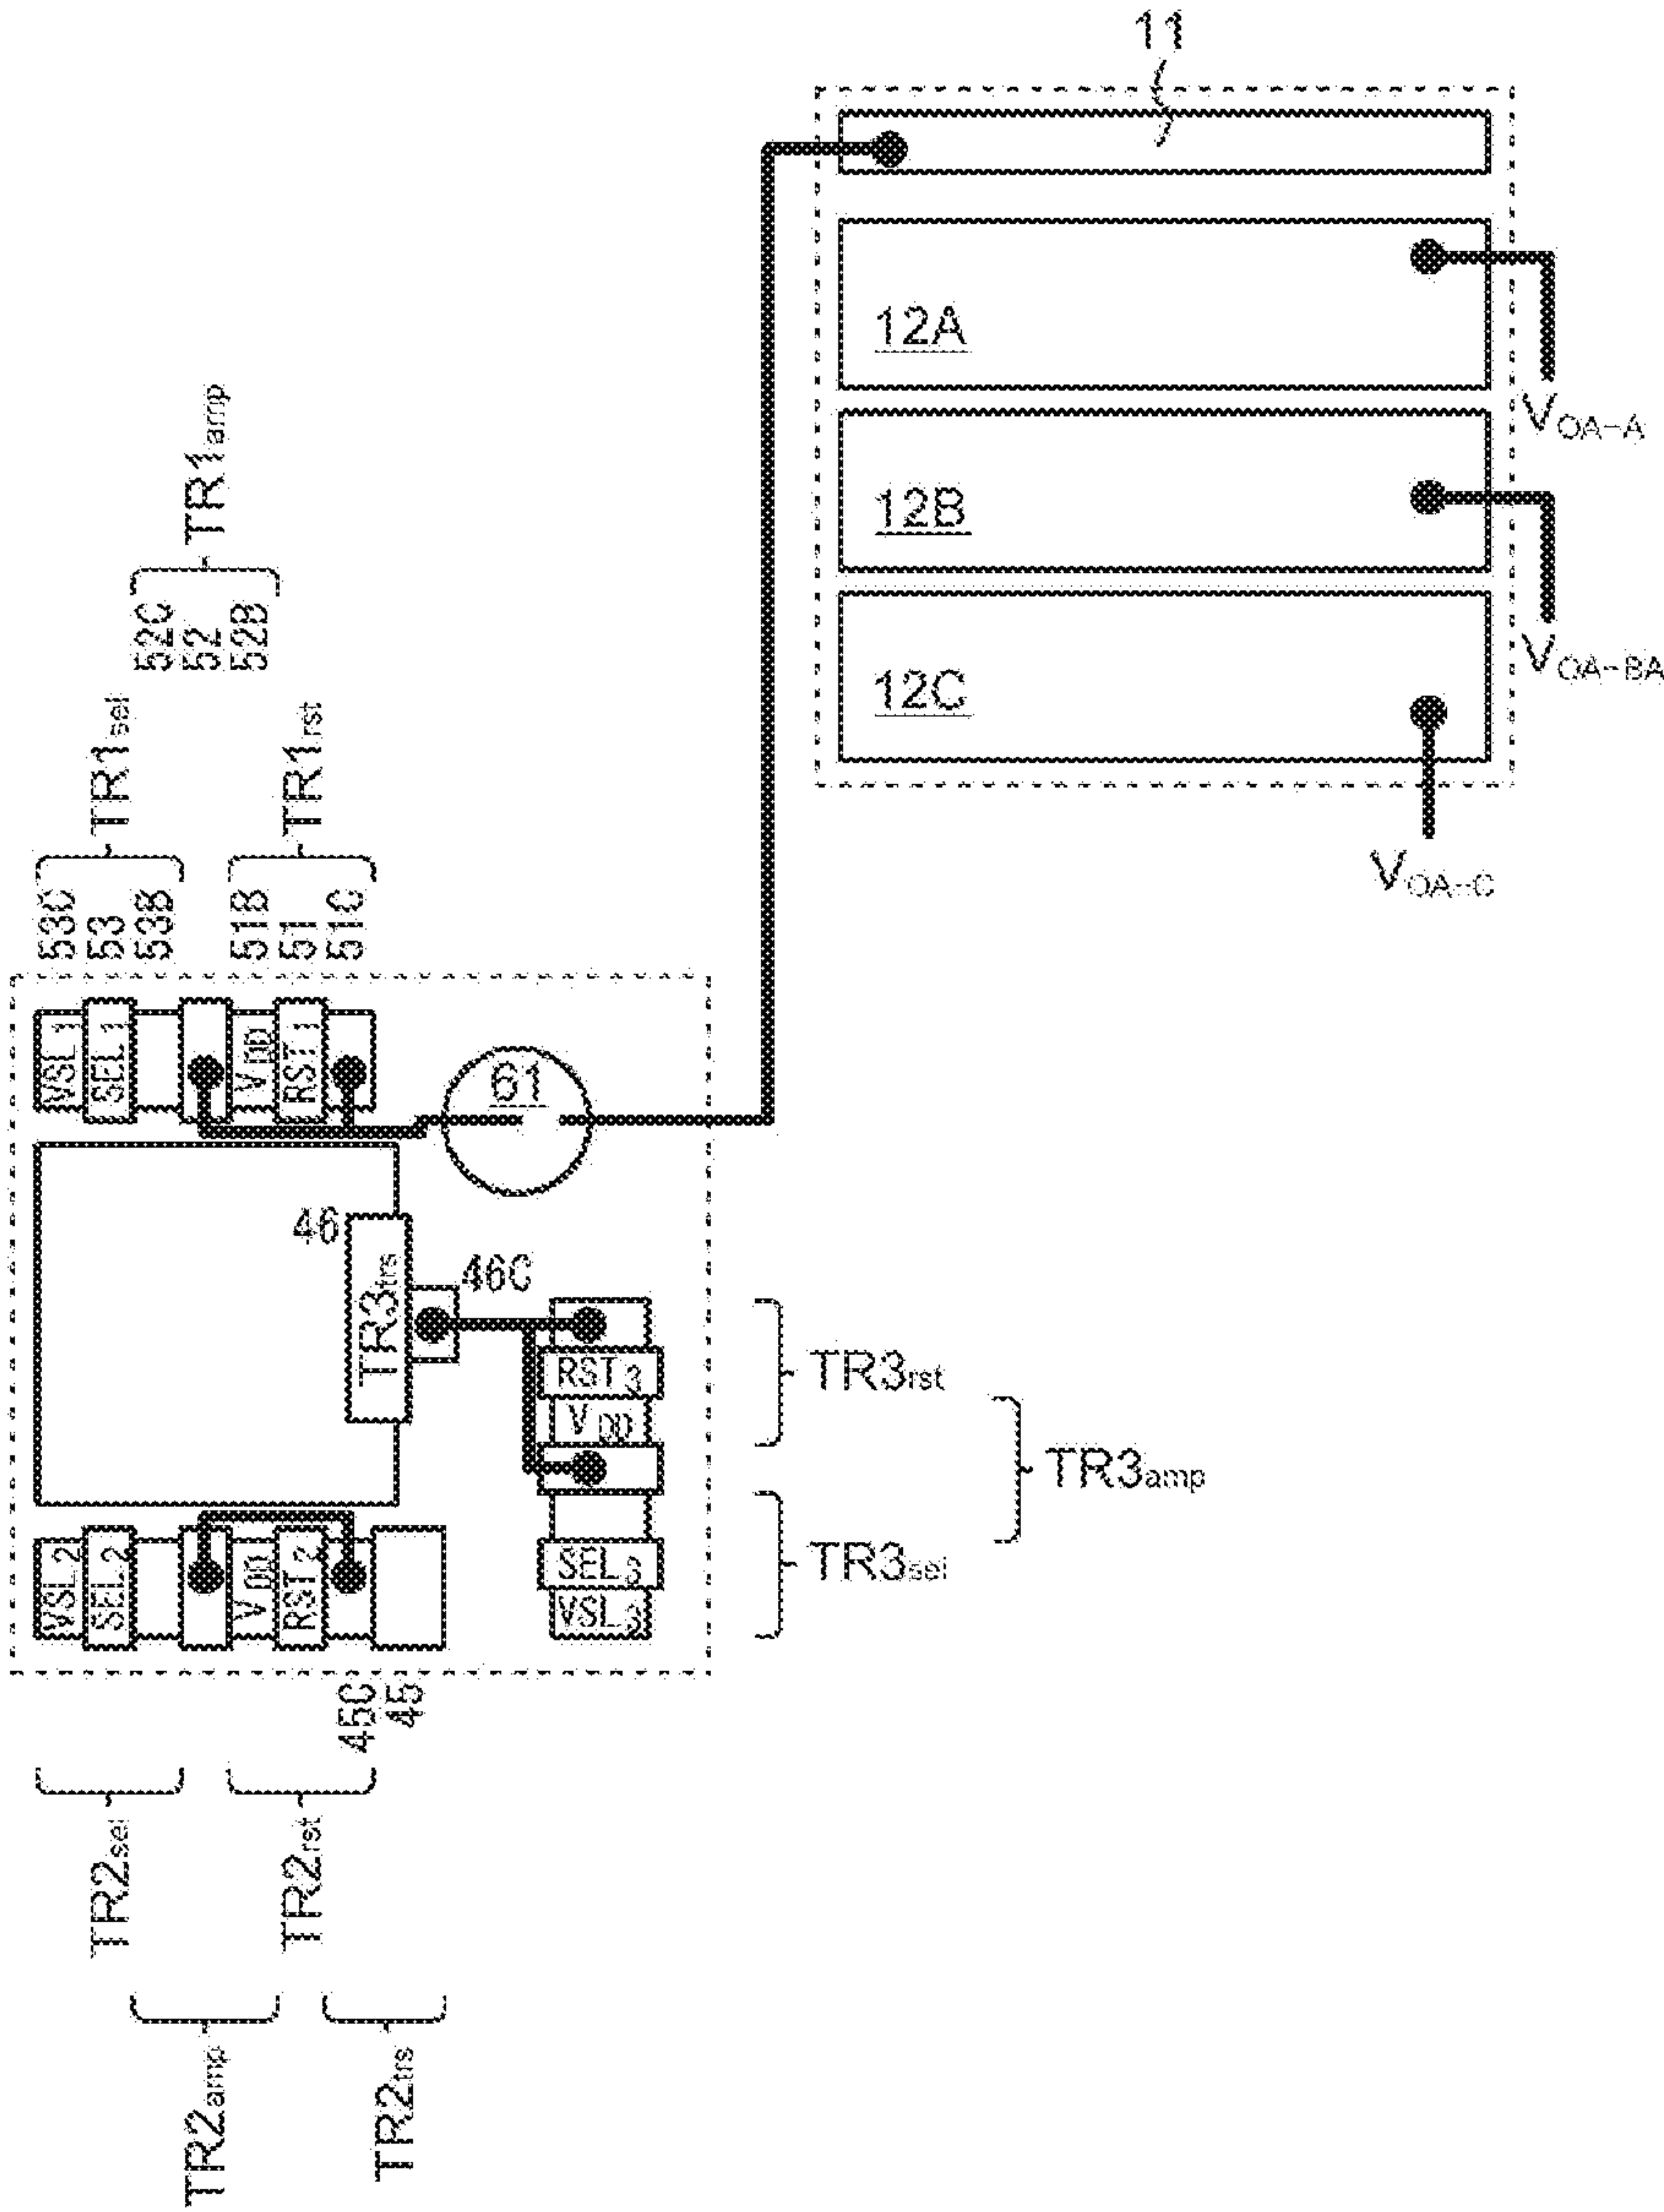 11
12A
12B
12C
VOA-A
VOA-BA
VOA-C
TR1amp
52C
52
52B
TR1sel
TR1rst
53C
53
53B
51B
51
51C
VSL1
SEL1
VDD
RST1
61
46
TR3trs
46C
RST3
VDD
SEL3
VSL3
TR3rst
TR3amp
TR3sel
VSL2
SEL2
VDD
RST2
45C
45
TR2sel
TR2rst
TR2amp
TR2trs